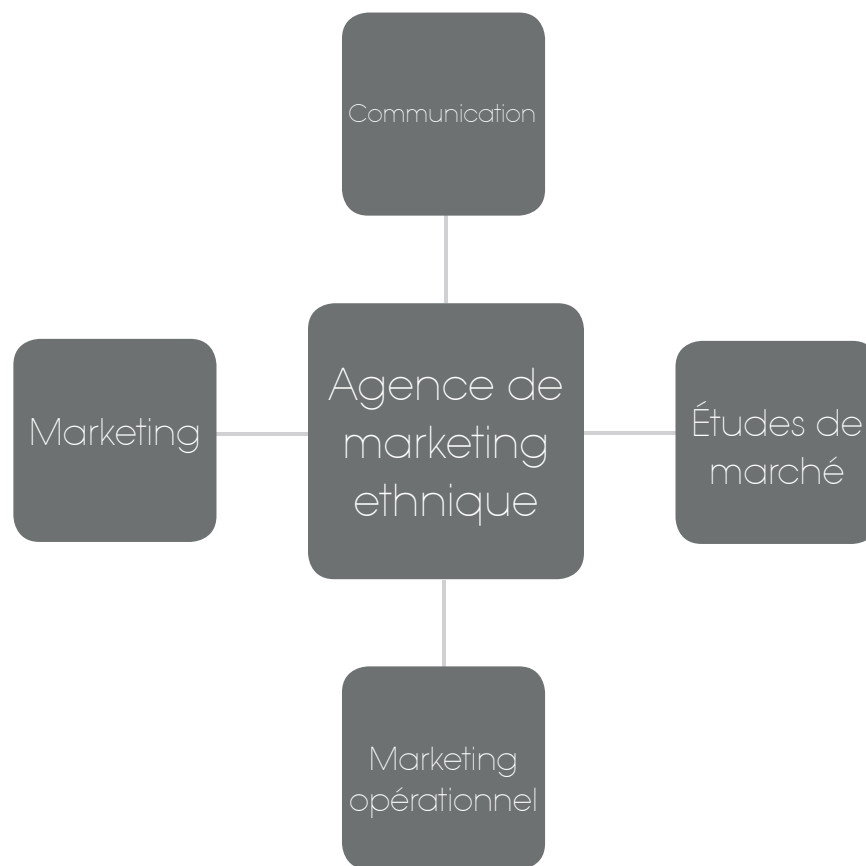 Communication
Marketing
Agence de
marketing
ethnique
Études de
marché
Marketing
opérationnel